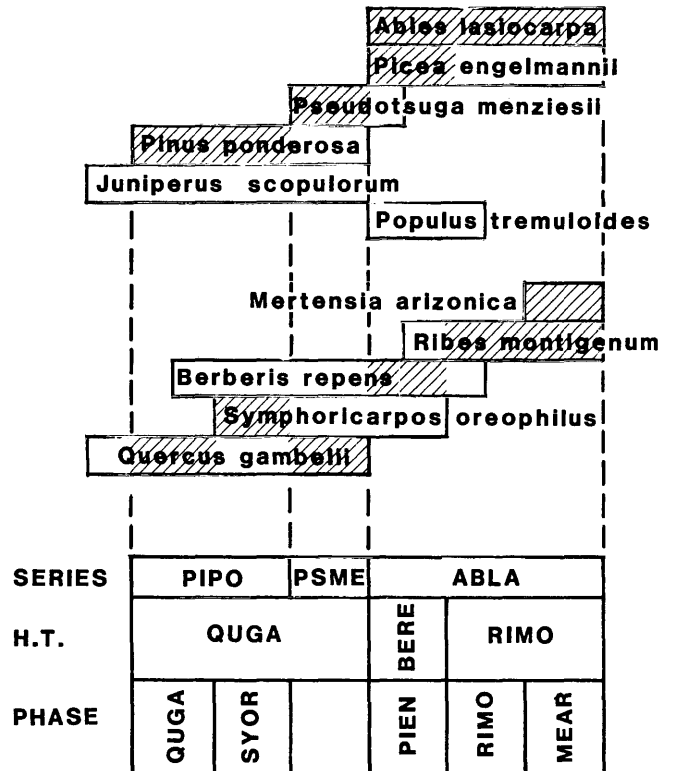 Abies lasiocarpa
Picea engelmannii
Pseudotsuga menziesii
Pinus ponderosa
Juniperus scopulorum
Populus tremuloides
Mertensia arizonica
Ribes montigenum
Berberis repens
Symphoricarpos oreophilus
Quercus gambelii
SERIES PIPO PSME ABLA
H.T. QUGA BERE RIMO
PHASE QUGA SYOR PIEN RIMO MEAR